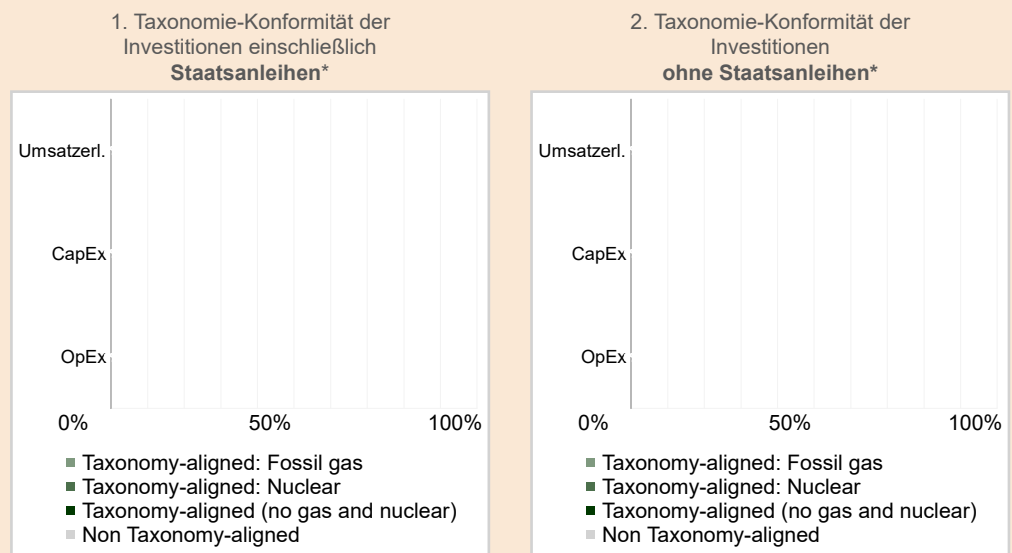 1. Taxonomie-Konformität der
Investitionen einschließlich
Staatsanleihen*
Umsatzerl.
CapEx
OpEx
0% 50% 100%
Taxonomy-aligned: Fossil gas
Taxonomy-aligned: Nuclear
Taxonomy-aligned (no gas and nuclear)
Non Taxonomy-aligned
2. Taxonomie-Konformität der
Investitionen
ohne Staatsanleihen*
Umsatzerl.
CapEx
OpEx
0% 50% 100%
Taxonomy-aligned: Fossil gas
Taxonomy-aligned: Nuclear
Taxonomy-aligned (no gas and nuclear)
Non Taxonomy-aligned